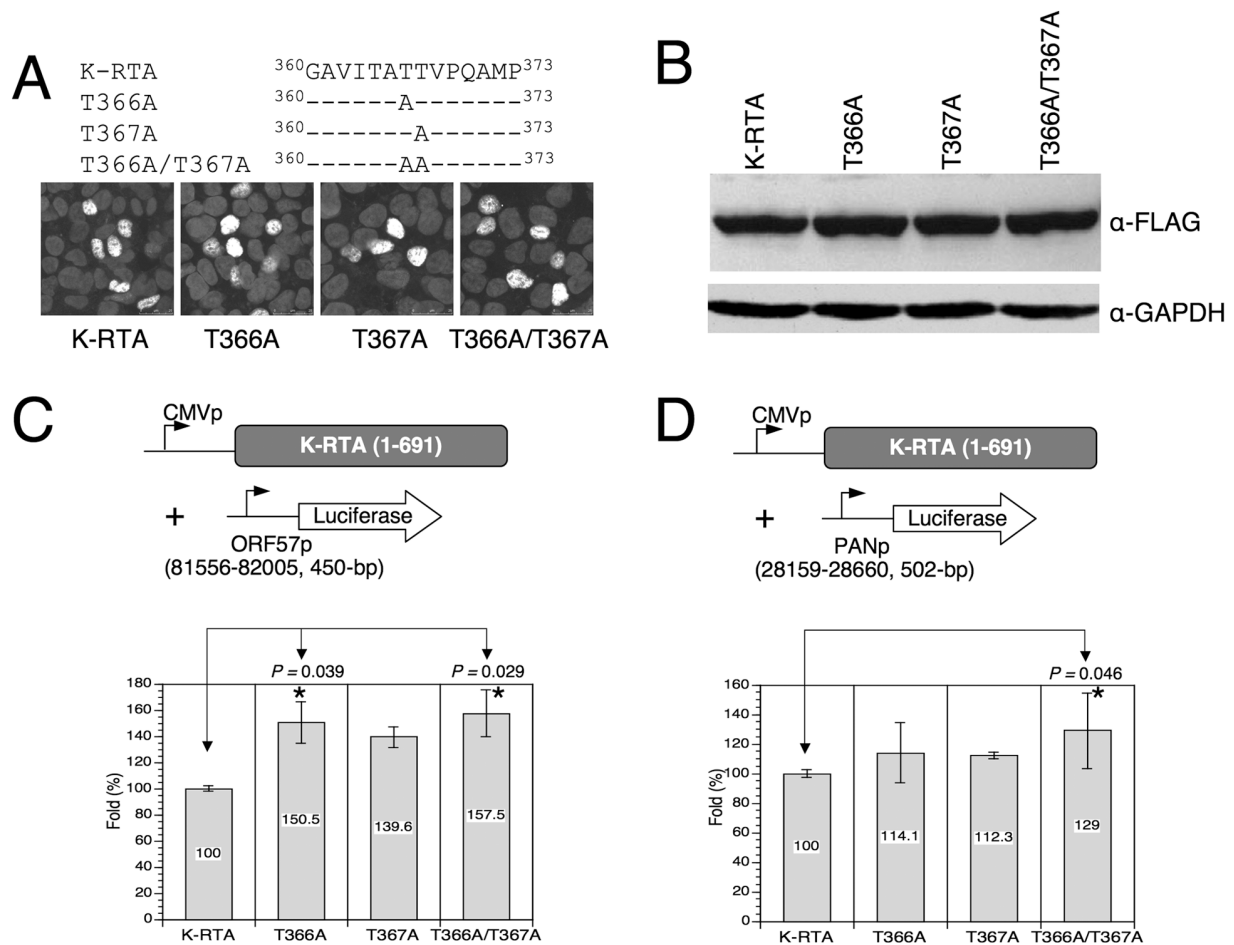 A
K-RTA 360GAVITATTVPQAMP373
T366A 360------A-------373
T367A 360-------A------373
T366A/T367A 360------AA------373
K-RTA T366A T367A T366A/T367A
B
K-RTA
T366A
T367A
T366A/T367A
α-FLAG
α-GAPDH
C
CMVp
K-RTA (1-691)
+
Luciferase
ORF57p
(81556-82005, 450-bp)
P = 0.039 P = 0.029
* *
Fold (%)
180
160
140
120
100
80
60
40
20
0
100 150.5 139.6 157.5
K-RTA T366A T367A T366A/T367A
D
CMVp
K-RTA (1-691)
+
Luciferase
PANp
(28159-28660, 502-bp)
P = 0.046
*
Fold (%)
160
140
120
100
80
60
40
20
0
100 114.1 112.3 129
K-RTA T366A T367A T366A/T367A